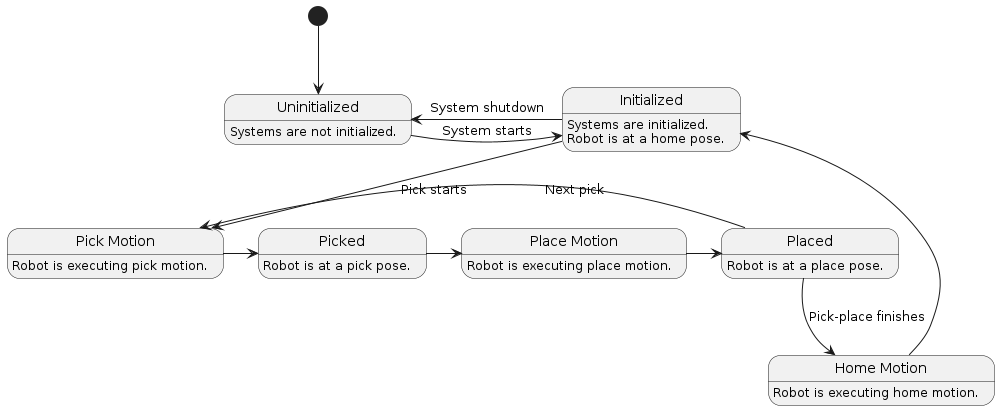 Uninitialized
Systems are not initialized.
System shutdown
System starts
Initialized
Systems are initialized.
Robot is at a home pose.
Pick starts
Next pick
Pick Motion
Robot is executing pick motion.
Picked
Robot is at a pick pose.
Place Motion
Robot is executing place motion.
Placed
Robot is at a place pose.
Pick-place finishes
Home Motion
Robot is executing home motion.